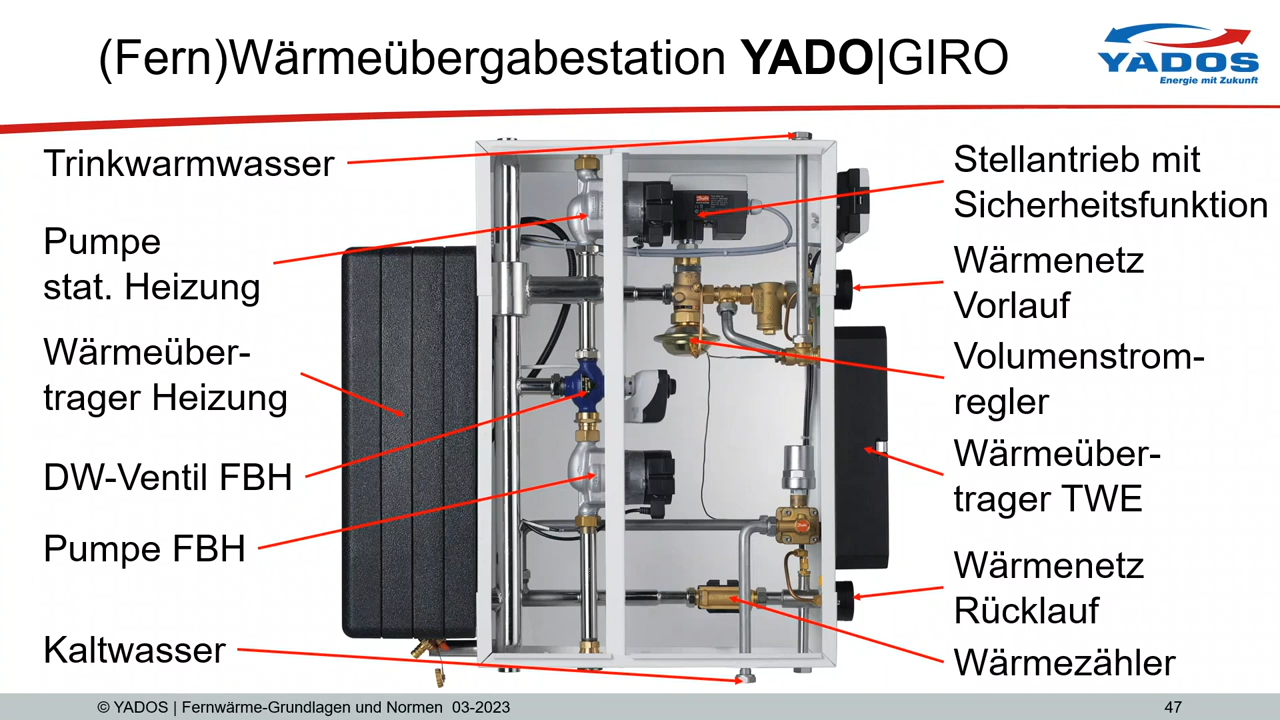 (Fern)Wärmeübergabestation YADO|GIRO
YADOS
Energie mit Zukunft
Trinkwarmwasser
Pumpe
stat. Heizung
Wärmeüber-
trager Heizung
DW-Ventil FBH
Pumpe FBH
Kaltwasser
Stellantrieb mit
Sicherheitsfunktion
Wärmenetz
Vorlauf
Volumenstrom-
regler
Wärmeüber-
trager TWE
Wärmenetz
Rücklauf
Wärmezähler
Danfoss
© YADOS | Fernwärme-Grundlagen und Normen 03-2023
47